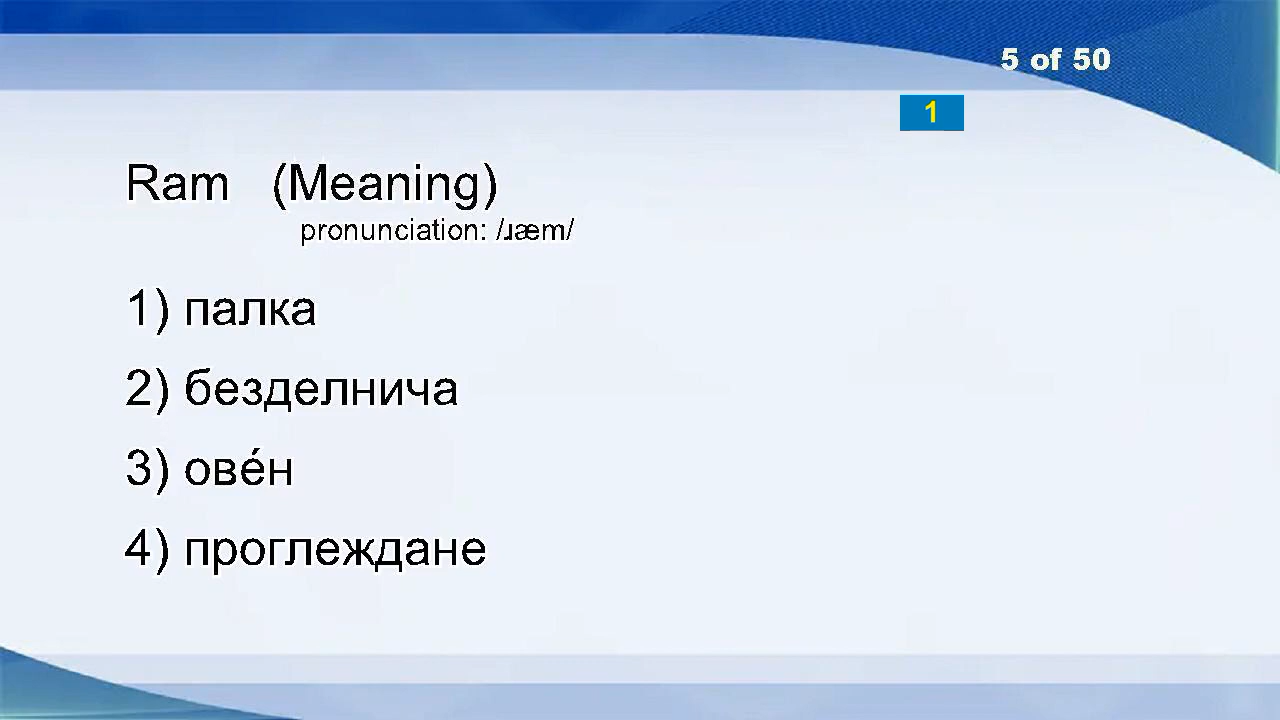 5 of 50
1
Ram (Meaning)
pronunciation: /ɹæm/
1) палка
2) безделнича
3) ове́н
4) проглеждане